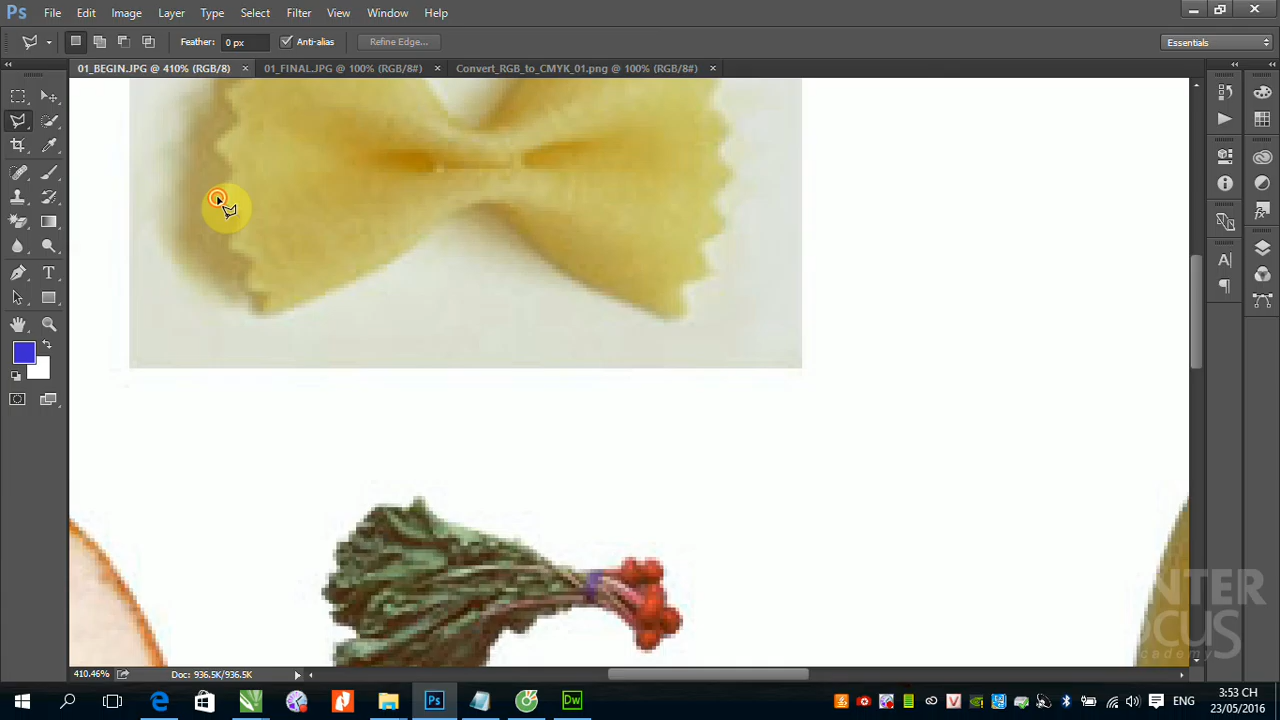 Ps File Edit Image Layer Type Select Filter View Window Help
Feather: 0 px Anti-alias Refine Edge... Essentials
01_BEGIN.JPG @ 410% (RGB/8) × 01_FINAL.JPG @ 100% (RGB/8#) × Convert_RGB_to_CMYK_01.png @ 100% (RGB/8#) ×
410.46% Doc: 936.5K/936.5K
ENG 3:53 CH
23/05/2016